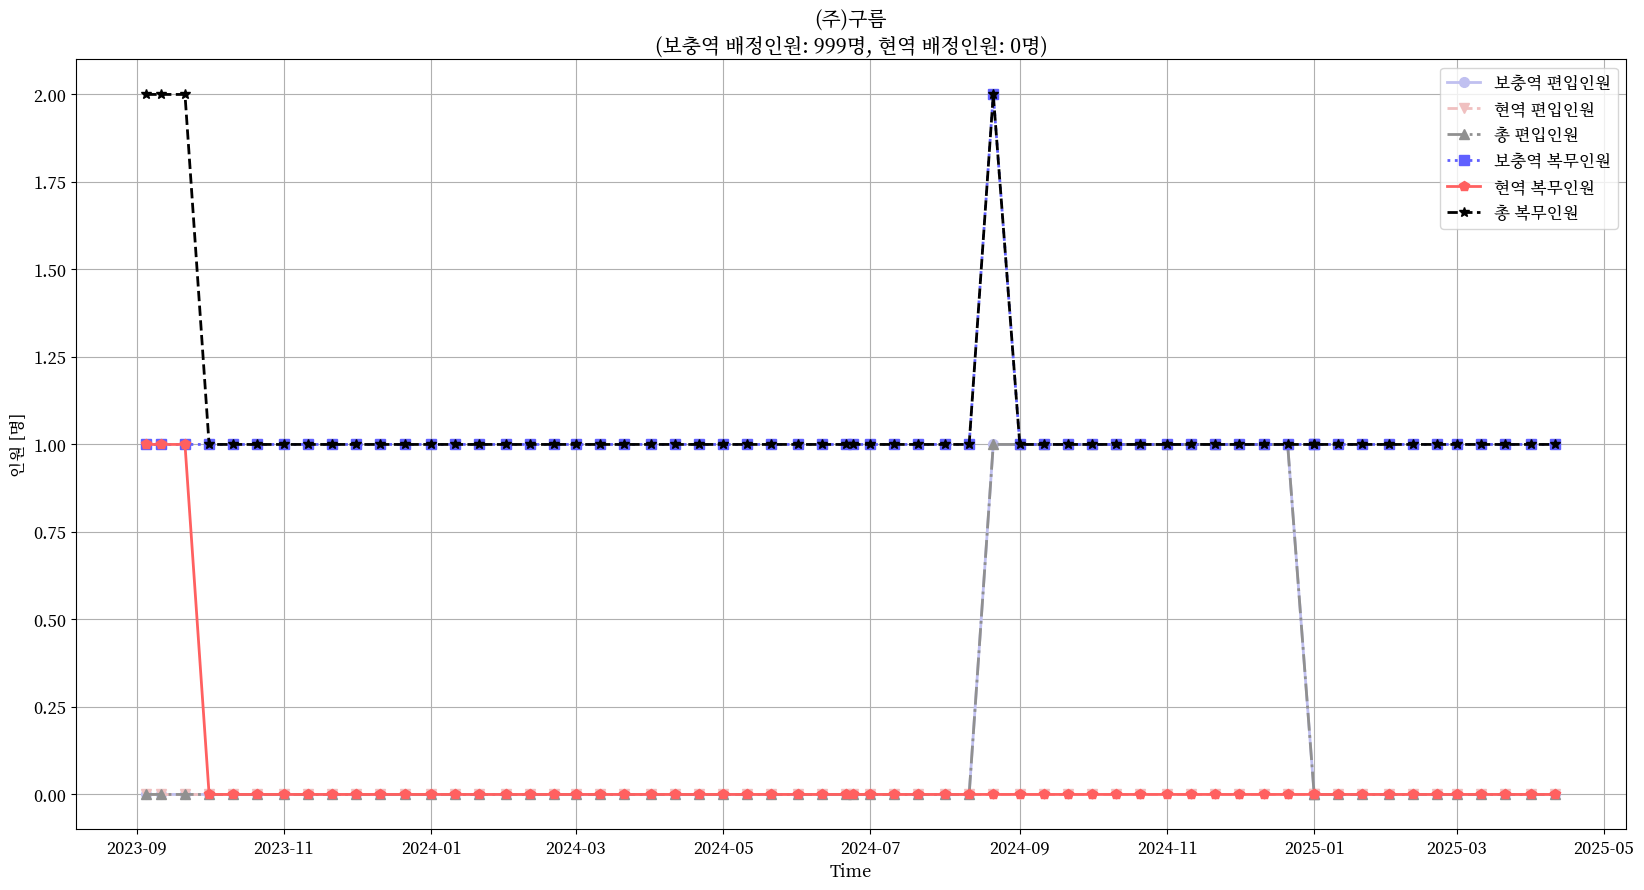 (주)구름
(보충역 배정인원: 999명, 현역 배정인원: 0명)
보충역 편입인원
현역 편입인원
총 편입인원
보충역 복무인원
현역 복무인원
총 복무인원
2.00
1.75
1.50
1.25
1.00
0.75
0.50
0.25
0.00
인원 [명]
2023-09 2023-11 2024-01 2024-03 2024-05 2024-07 2024-09 2024-11 2025-01 2025-03 2025-05
Time